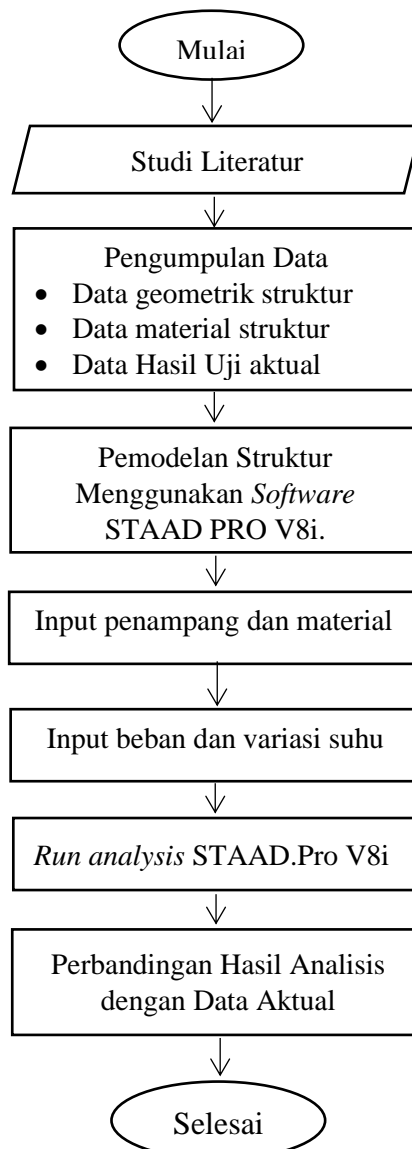 Mulai
Studi Literatur
Pengumpulan Data
• Data geometrik struktur
• Data material struktur
• Data Hasil Uji aktual
Pemodelan Struktur
Menggunakan Software
STAAD PRO V8i.
Input penampang dan material
Input beban dan variasi suhu
Run analysis STAAD.Pro V8i
Perbandingan Hasil Analisis
dengan Data Aktual
Selesai